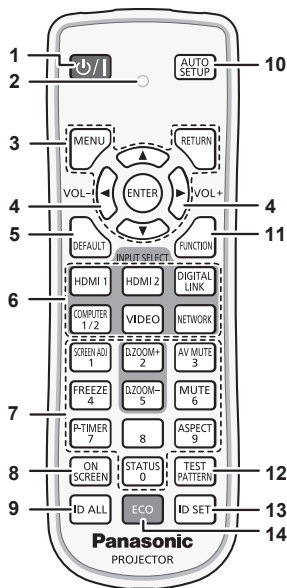 1
⏻/|
2
AUTO SETUP
10
3
MENU
RETURN
VOL−
▲
◀
ENTER
▶
VOL+
▼
4
4
5
DEFAULT
FUNCTION
11
INPUT SELECT
6
HDMI 1
HDMI 2
DIGITAL LINK
COMPUTER 1/2
VIDEO
NETWORK
7
SCREEN ADJ 1
D.ZOOM+ 2
AV MUTE 3
FREEZE 4
D.ZOOM− 5
MUTE 6
P-TIMER 7
8
ASPECT 9
8
ON SCREEN
STATUS 0
TEST PATTERN
12
9
ID ALL
ECO
ID SET
13
14
Panasonic
PROJECTOR